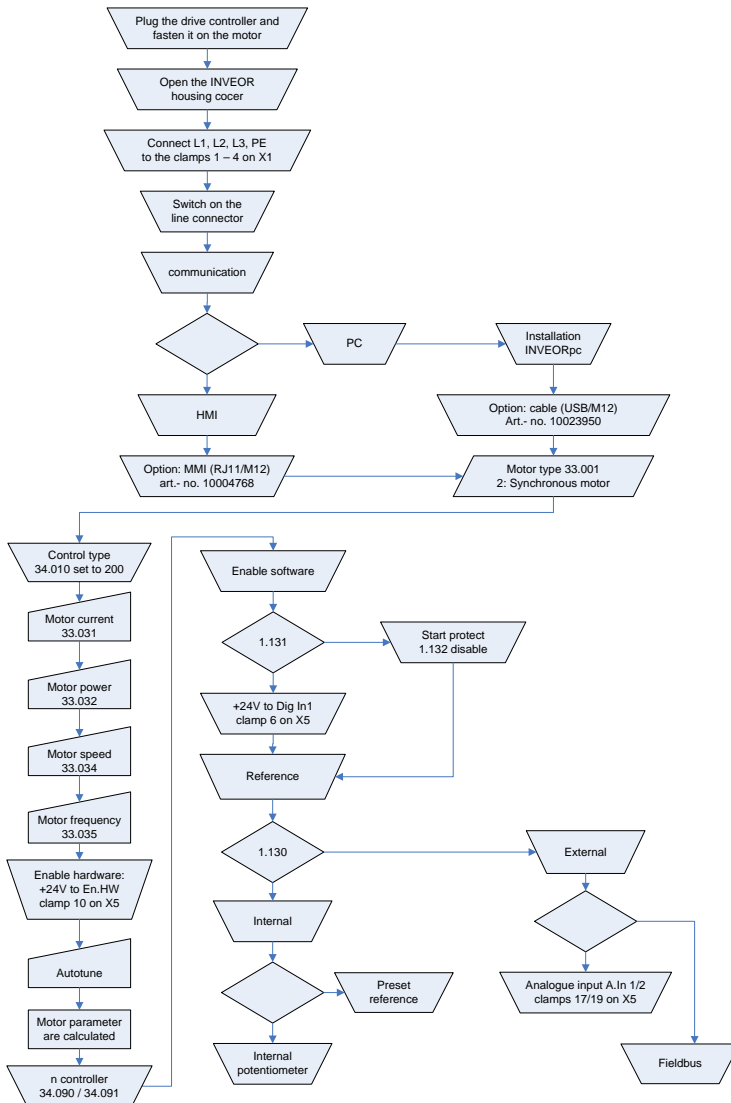 Plug the drive controller and
fasten it on the motor
Open the INVEOR
housing cocer
Connect L1, L2, L3, PE
to the clamps 1 – 4 on X1
Switch on the
line connector
communication
PC
Installation
INVEORpc
HMI
Option: cable (USB/M12)
Art.- no. 10023950
Option: MMI (RJ11/M12)
art.- no. 10004768
Motor type 33.001
2: Synchronous motor
Control type
34.010 set to 200
Motor current
33.031
Motor power
33.032
Motor speed
33.034
Motor frequency
33.035
Enable hardware:
+24V to En.HW
clamp 10 on X5
Autotune
Motor parameter
are calculated
n controller
34.090 / 34.091
Enable software
1.131
Start protect
1.132 disable
+24V to Dig In1
clamp 6 on X5
Reference
1.130
External
Internal
Preset
reference
Analogue input A.In 1/2
clamps 17/19 on X5
Internal
potentiometer
Fieldbus